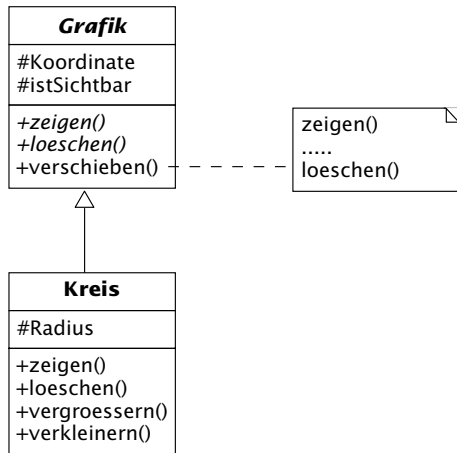 Grafik
#Koordinate
#istSichtbar
+zeigen()
+loeschen()
+verschieben()
zeigen()
.....
loeschen()
Kreis
#Radius
+zeigen()
+loeschen()
+vergroessern()
+verkleinern()